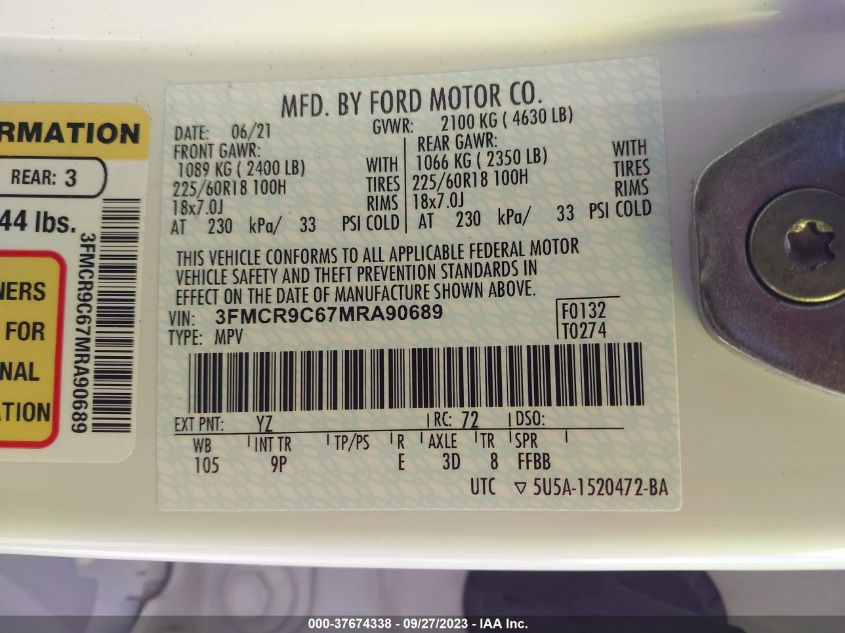 MFD. BY FORD MOTOR CO.
DATE: 06/21 GVWR: 2100 KG ( 4630 LB)
FRONT GAWR: REAR GAWR:
1089 KG ( 2400 LB) WITH 1066 KG ( 2350 LB) WITH
225/60R18 100H TIRES 225/60R18 100H TIRES
18x7.0J RIMS 18x7.0J RIMS
AT 230 kPa/ 33 PSI COLD AT 230 kPa/ 33 PSI COLD
THIS VEHICLE CONFORMS TO ALL APPLICABLE FEDERAL MOTOR
VEHICLE SAFETY AND THEFT PREVENTION STANDARDS IN
EFFECT ON THE DATE OF MANUFACTURE SHOWN ABOVE.
VIN: 3FMCR9C67MRA90689 F0132
TYPE: MPV T0274
EXT PNT: YZ RC: 72 DSO:
WB INT TR TP/PS R AXLE TR SPR
105 9P E 3D 8 FFBB
UTC ▽ 5U5A-1520472-BA
RMATION
REAR: 3
44 lbs.
NERS
FOR
NAL
ATION
3FMCR9C67MRA90689
000-37674338 - 09/27/2023 - IAA Inc.